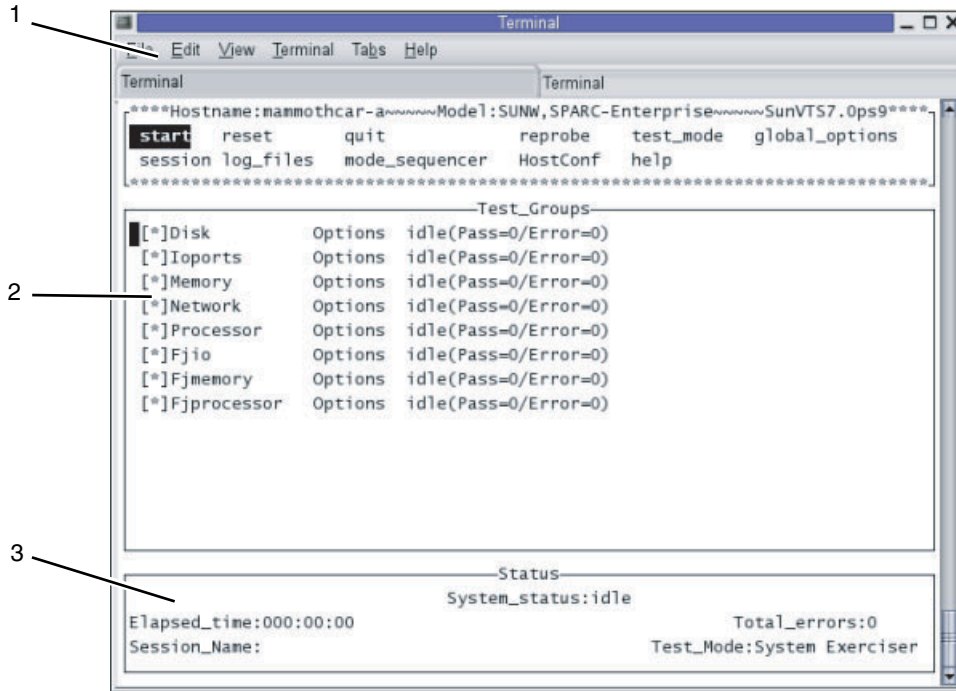 1
Terminal
File Edit View Terminal Tabs Help
Terminal Terminal
****Hostname:mammothcar-a~~~~~Model:SUNW,SPARC-Enterprise~~~~~SunVTS7.0ps9****
start reset quit reprobe test_mode global_options
session log_files mode_sequencer HostConf help
******************************************************************************
Test_Groups
[*]Disk Options idle(Pass=0/Error=0)
[*]Ioports Options idle(Pass=0/Error=0)
[*]Memory Options idle(Pass=0/Error=0)
2
[*]Network Options idle(Pass=0/Error=0)
[*]Processor Options idle(Pass=0/Error=0)
[*]Fjio Options idle(Pass=0/Error=0)
[*]Fjmemory Options idle(Pass=0/Error=0)
[*]Fjprocessor Options idle(Pass=0/Error=0)
3
Status
System_status:idle
Elapsed_time:000:00:00 Total_errors:0
Session_Name: Test_Mode:System Exerciser